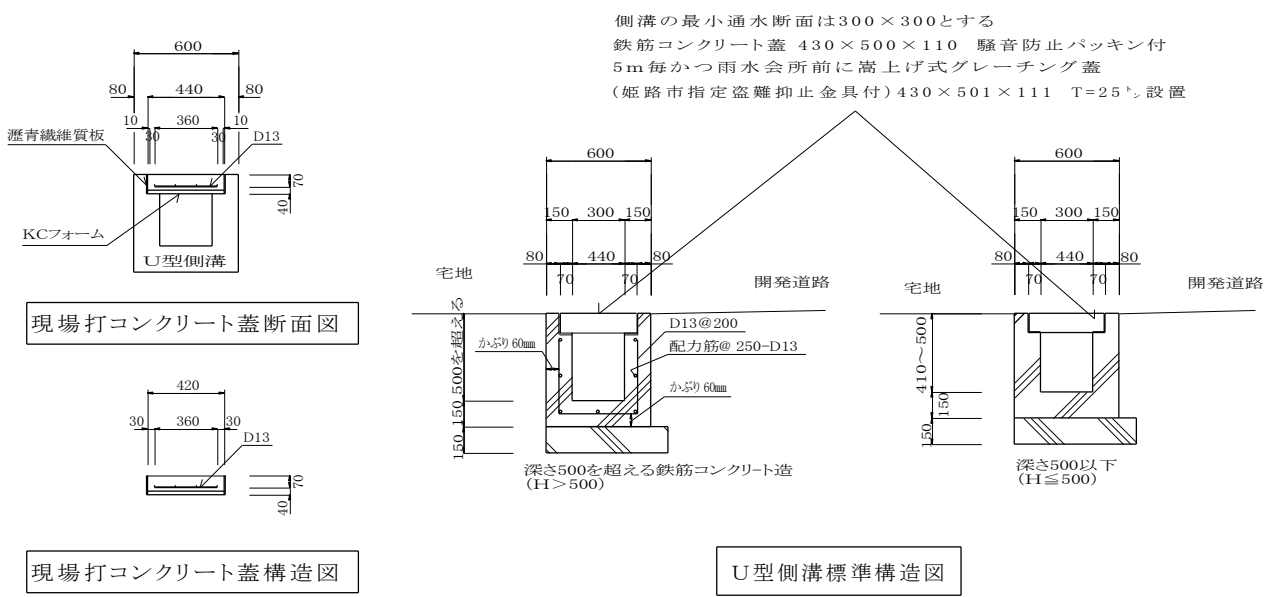 側溝の最小通水断面は300×300とする
鉄筋コンクリート蓋 430×500×110 騒音防止パッキン付
5m毎かつ雨水会所前に嵩上げ式グレーチング蓋
(姫路市指定盗難抑止金具付)430×501×111 T=25㌧設置
600
80 440 80
10 360 10
30 30
瀝青繊維質板
D13
70
40
KCフォーム
U型側溝
現場打コンクリート蓋断面図
420
30 360 30
D13
70
40
現場打コンクリート蓋構造図
600
150 300 150
80 440 80
70 70
宅地
開発道路
500を超える
150
150
かぶり60㎜
D13@200
配力筋@250-D13
かぶり60㎜
深さ500を超える鉄筋コンクリート造
(H>500)
600
150 300 150
80 440 80
70 70
宅地
開発道路
410～500
150
150
深さ500以下
(H≦500)
U型側溝標準構造図